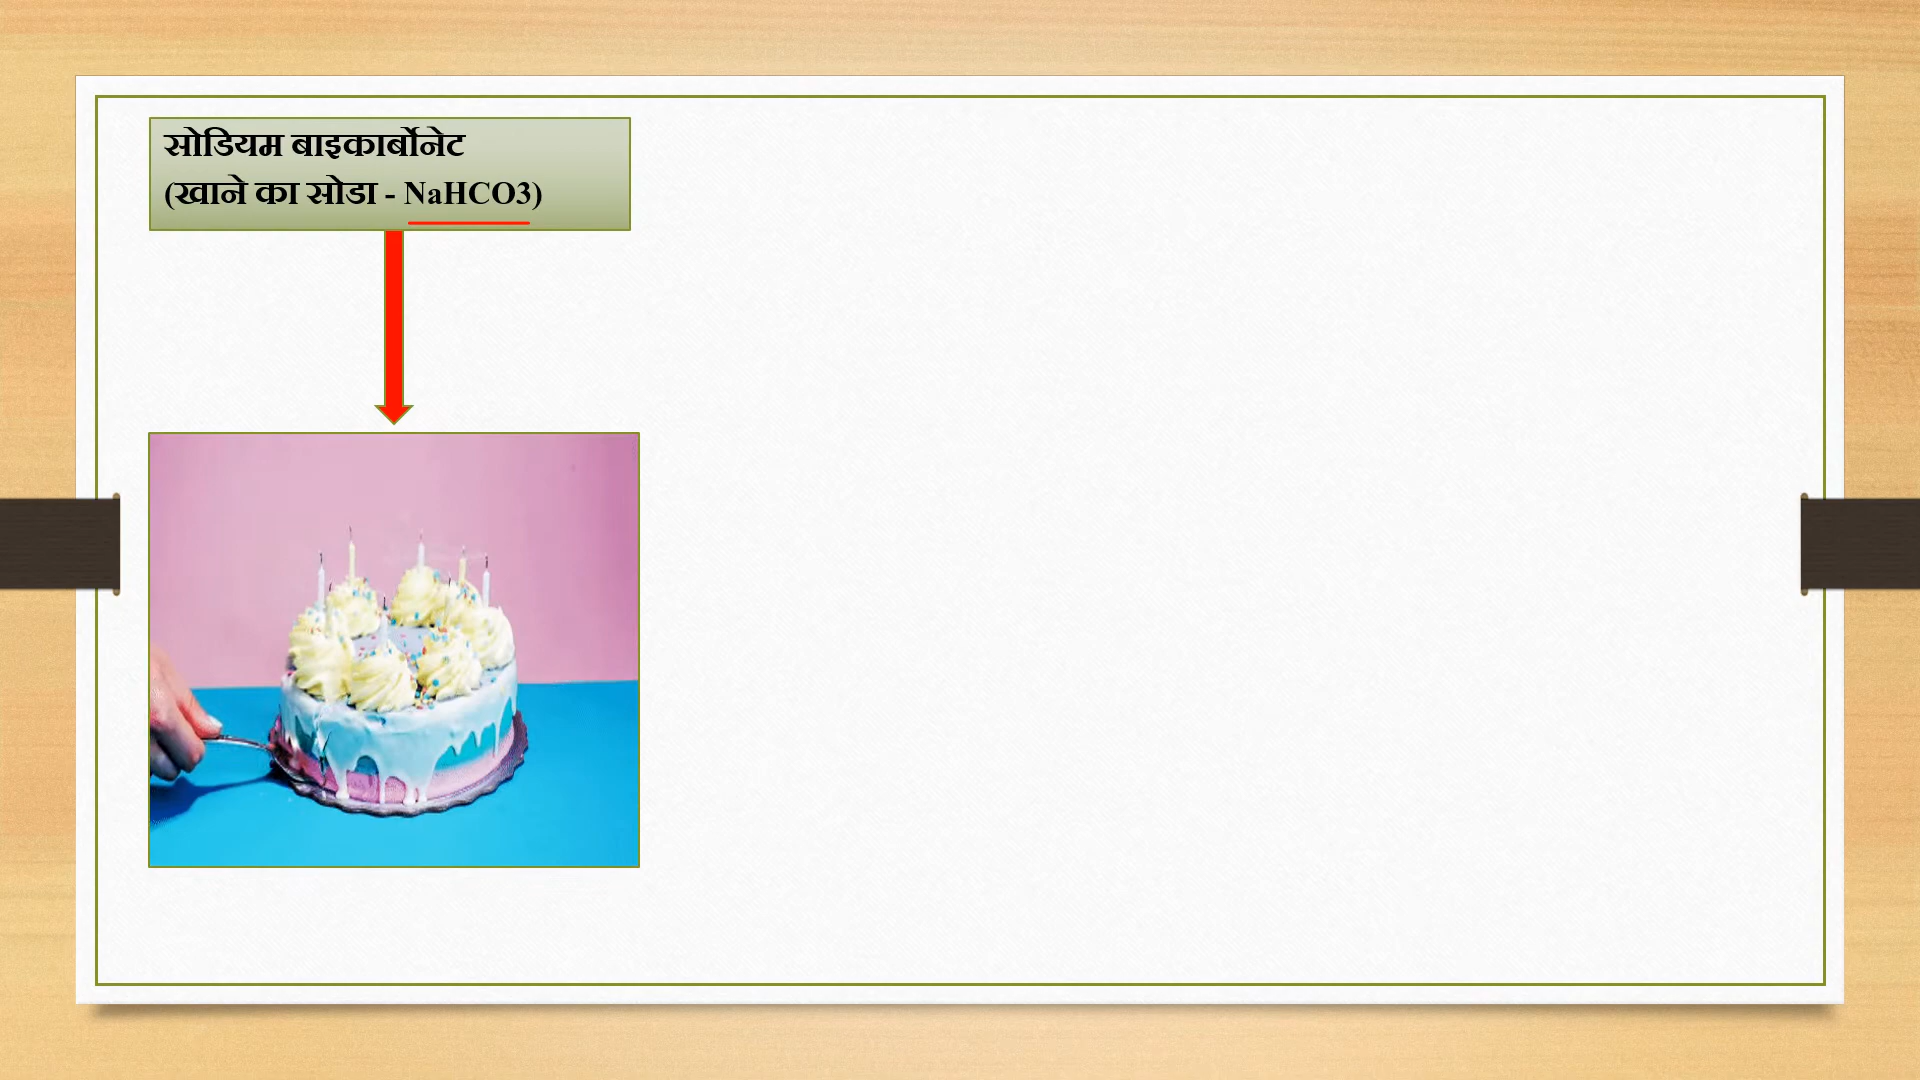 सोडियम बाइकार्बोनेट
(खाने का सोडा - NaHCO3)